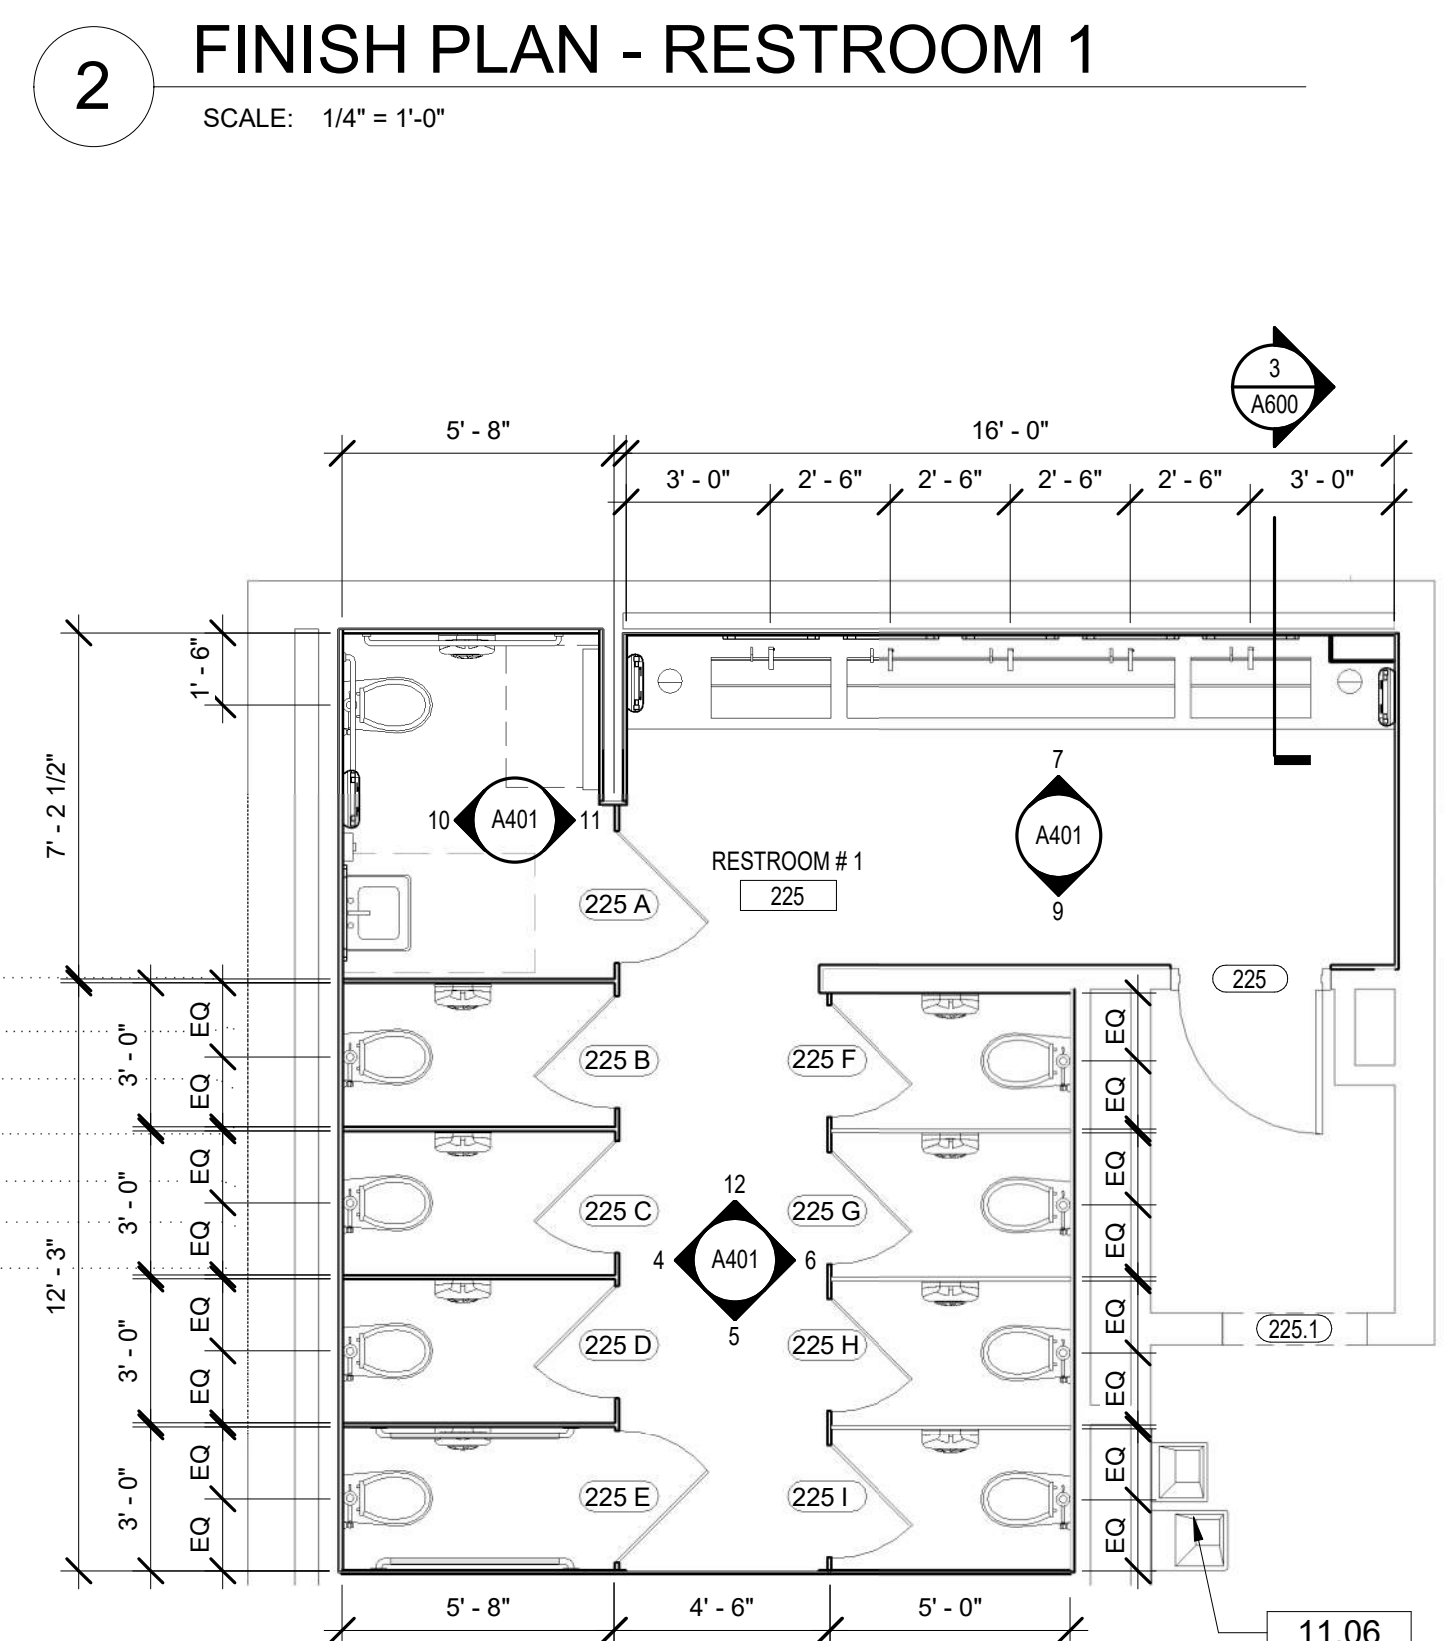 2
FINISH PLAN - RESTROOM 1
SCALE: 1/4" = 1'-0"
3
A600
5' - 8"
16' - 0"
3' - 0"
2' - 6"
2' - 6"
2' - 6"
2' - 6"
3' - 0"
1' - 6"
7' - 2 1/2"
10
A401
11
7
A401
9
RESTROOM # 1
225
225 A
225
EQ
EQ
3' - 0"
225 B
225 F
EQ
EQ
EQ
EQ
3' - 0"
225 C
225 G
EQ
EQ
12' - 3"
12
4
A401
6
5
EQ
EQ
3' - 0"
225 D
225 H
EQ
EQ
225.1
EQ
EQ
3' - 0"
225 E
225 I
EQ
EQ
5' - 8"
4' - 6"
5' - 0"
11.06